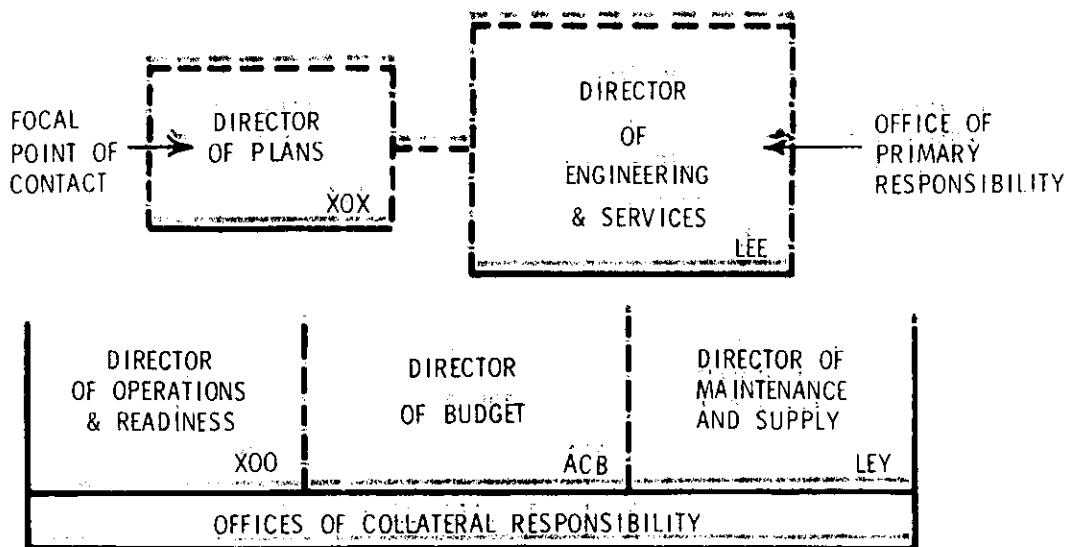 FOCAL
POINT OF
CONTACT
DIRECTOR
OF PLANS
XOX
DIRECTOR
OF
ENGINEERING
& SERVICES
LEE
OFFICE OF
PRIMARY
RESPONSIBILITY
DIRECTOR
OF OPERATIONS
& READINESS
XOO
DIRECTOR
OF BUDGET
ACB
DIRECTOR OF
MAINTENANCE
AND SUPPLY
LEY
OFFICES OF COLLATERAL RESPONSIBILITY